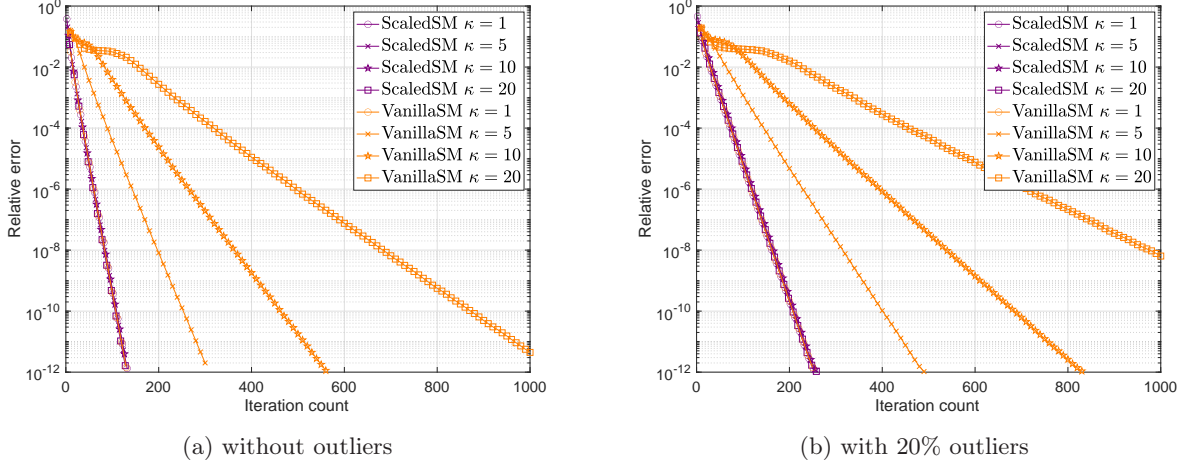 10^0
10^-2
10^-4
10^-6
10^-8
10^-10
10^-12
Relative error
0 200 400 600 800 1000
Iteration count
ScaledSM κ = 1
ScaledSM κ = 5
ScaledSM κ = 10
ScaledSM κ = 20
VanillaSM κ = 1
VanillaSM κ = 5
VanillaSM κ = 10
VanillaSM κ = 20
(a) without outliers
10^0
10^-2
10^-4
10^-6
10^-8
10^-10
10^-12
Relative error
0 200 400 600 800 1000
Iteration count
ScaledSM κ = 1
ScaledSM κ = 5
ScaledSM κ = 10
ScaledSM κ = 20
VanillaSM κ = 1
VanillaSM κ = 5
VanillaSM κ = 10
VanillaSM κ = 20
(b) with 20% outliers